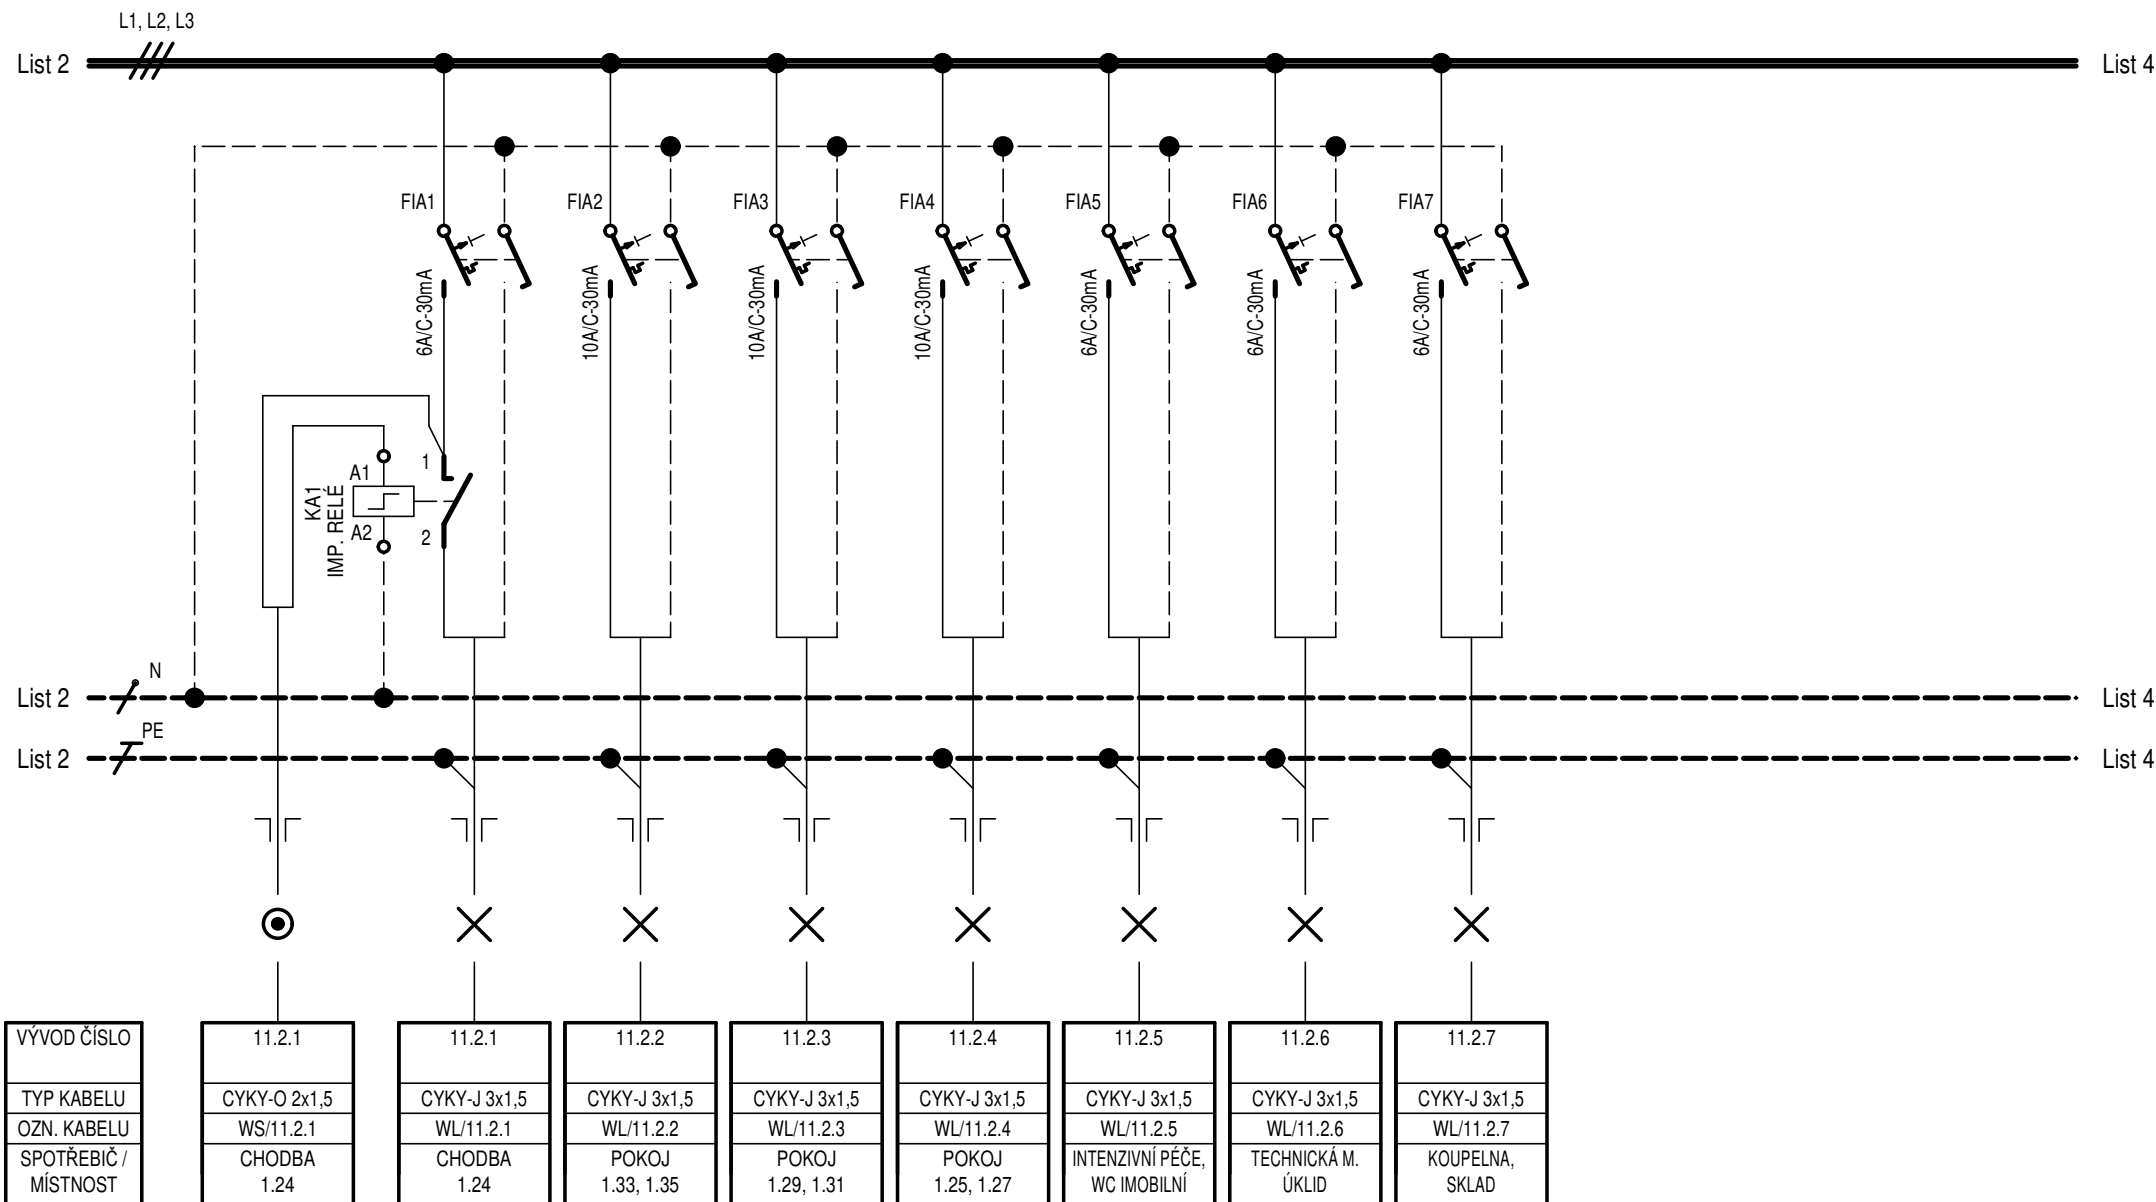 L1, L2, L3
List 2
List 4
FIA1
FIA2
FIA3
FIA4
FIA5
FIA6
FIA7
6A/C-30mA
10A/C-30mA
10A/C-30mA
10A/C-30mA
6A/C-30mA
6A/C-30mA
6A/C-30mA
KA1
IMP. RELÉ
A1
A2
1
2
N
List 2
List 4
PE
List 2
List 4
VÝVOD ČÍSLO
11.2.1
11.2.1
11.2.2
11.2.3
11.2.4
11.2.5
11.2.6
11.2.7
TYP KABELU
CYKY-O 2x1,5
CYKY-J 3x1,5
CYKY-J 3x1,5
CYKY-J 3x1,5
CYKY-J 3x1,5
CYKY-J 3x1,5
CYKY-J 3x1,5
CYKY-J 3x1,5
OZN. KABELU
WS/11.2.1
WL/11.2.1
WL/11.2.2
WL/11.2.3
WL/11.2.4
WL/11.2.5
WL/11.2.6
WL/11.2.7
SPOTŘEBIČ /
MÍSTNOST
CHODBA
1.24
CHODBA
1.24
POKOJ
1.33, 1.35
POKOJ
1.29, 1.31
POKOJ
1.25, 1.27
INTENZIVNÍ PÉČE,
WC IMOBILNÍ
TECHNICKÁ M.
ÚKLID
KOUPELNA,
SKLAD